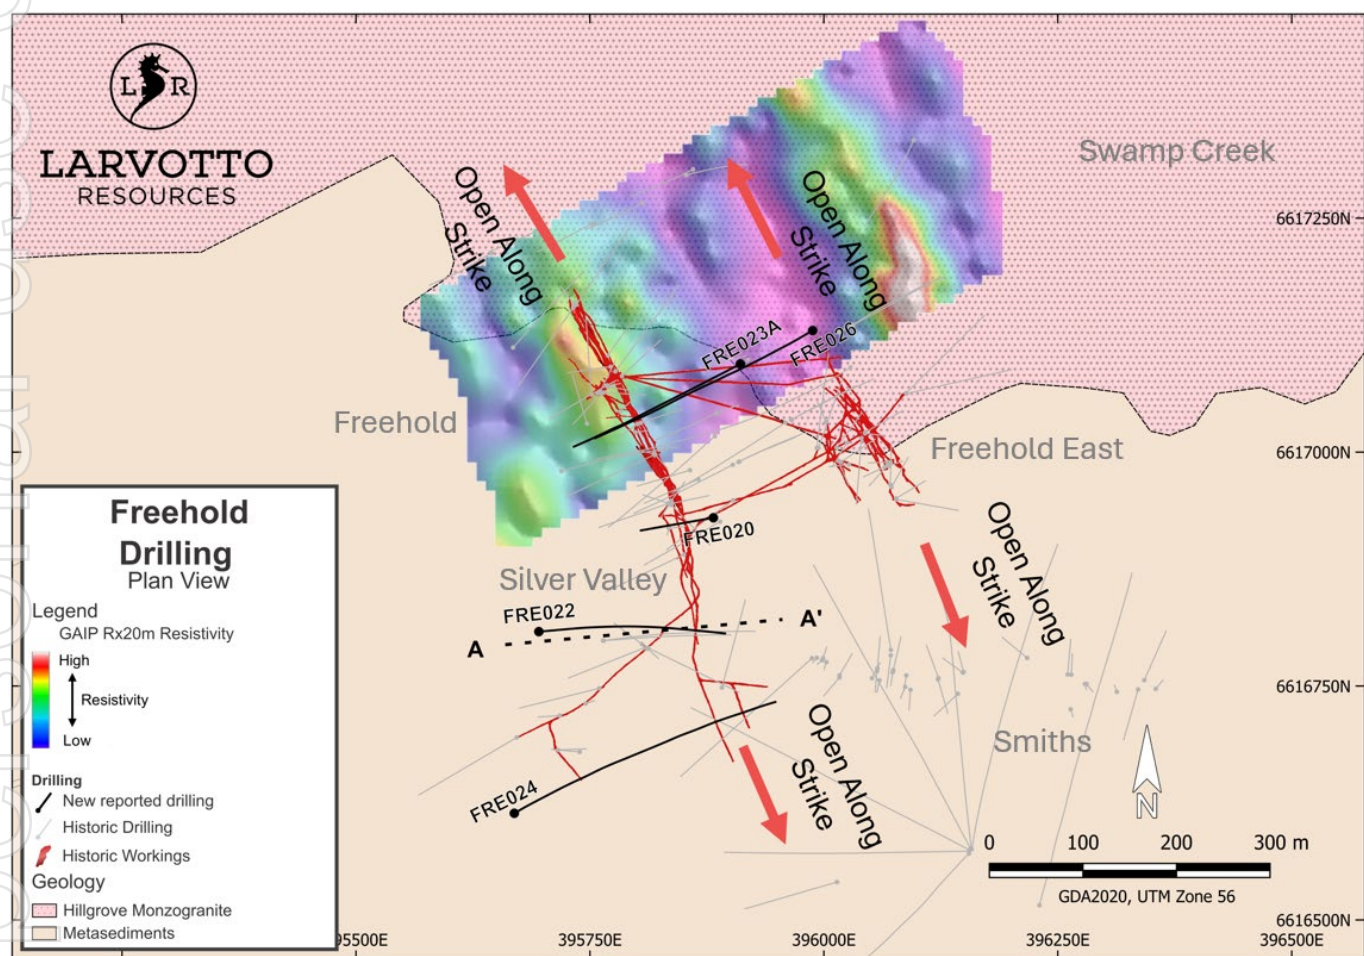 L R
LARVOTTO
RESOURCES
Swamp Creek
6617250N
Open Along
Strike
Open Along
Strike
FRE023A
FRE026
Freehold
Freehold East
6617000N
FRE020
Silver Valley
FRE022
A
A'
Open Along
Strike
6616750N
Smiths
Open Along
Strike
FRE024
N
0 100 200 300 m
GDA2020, UTM Zone 56
6616500N
95500E 395750E 396000E 396250E 396500E
Freehold
Drilling
Plan View
Legend
GAIP Rx20m Resistivity
High
Resistivity
Low
Drilling
New reported drilling
Historic Drilling
Historic Workings
Geology
Hillgrove Monzogranite
Metasediments